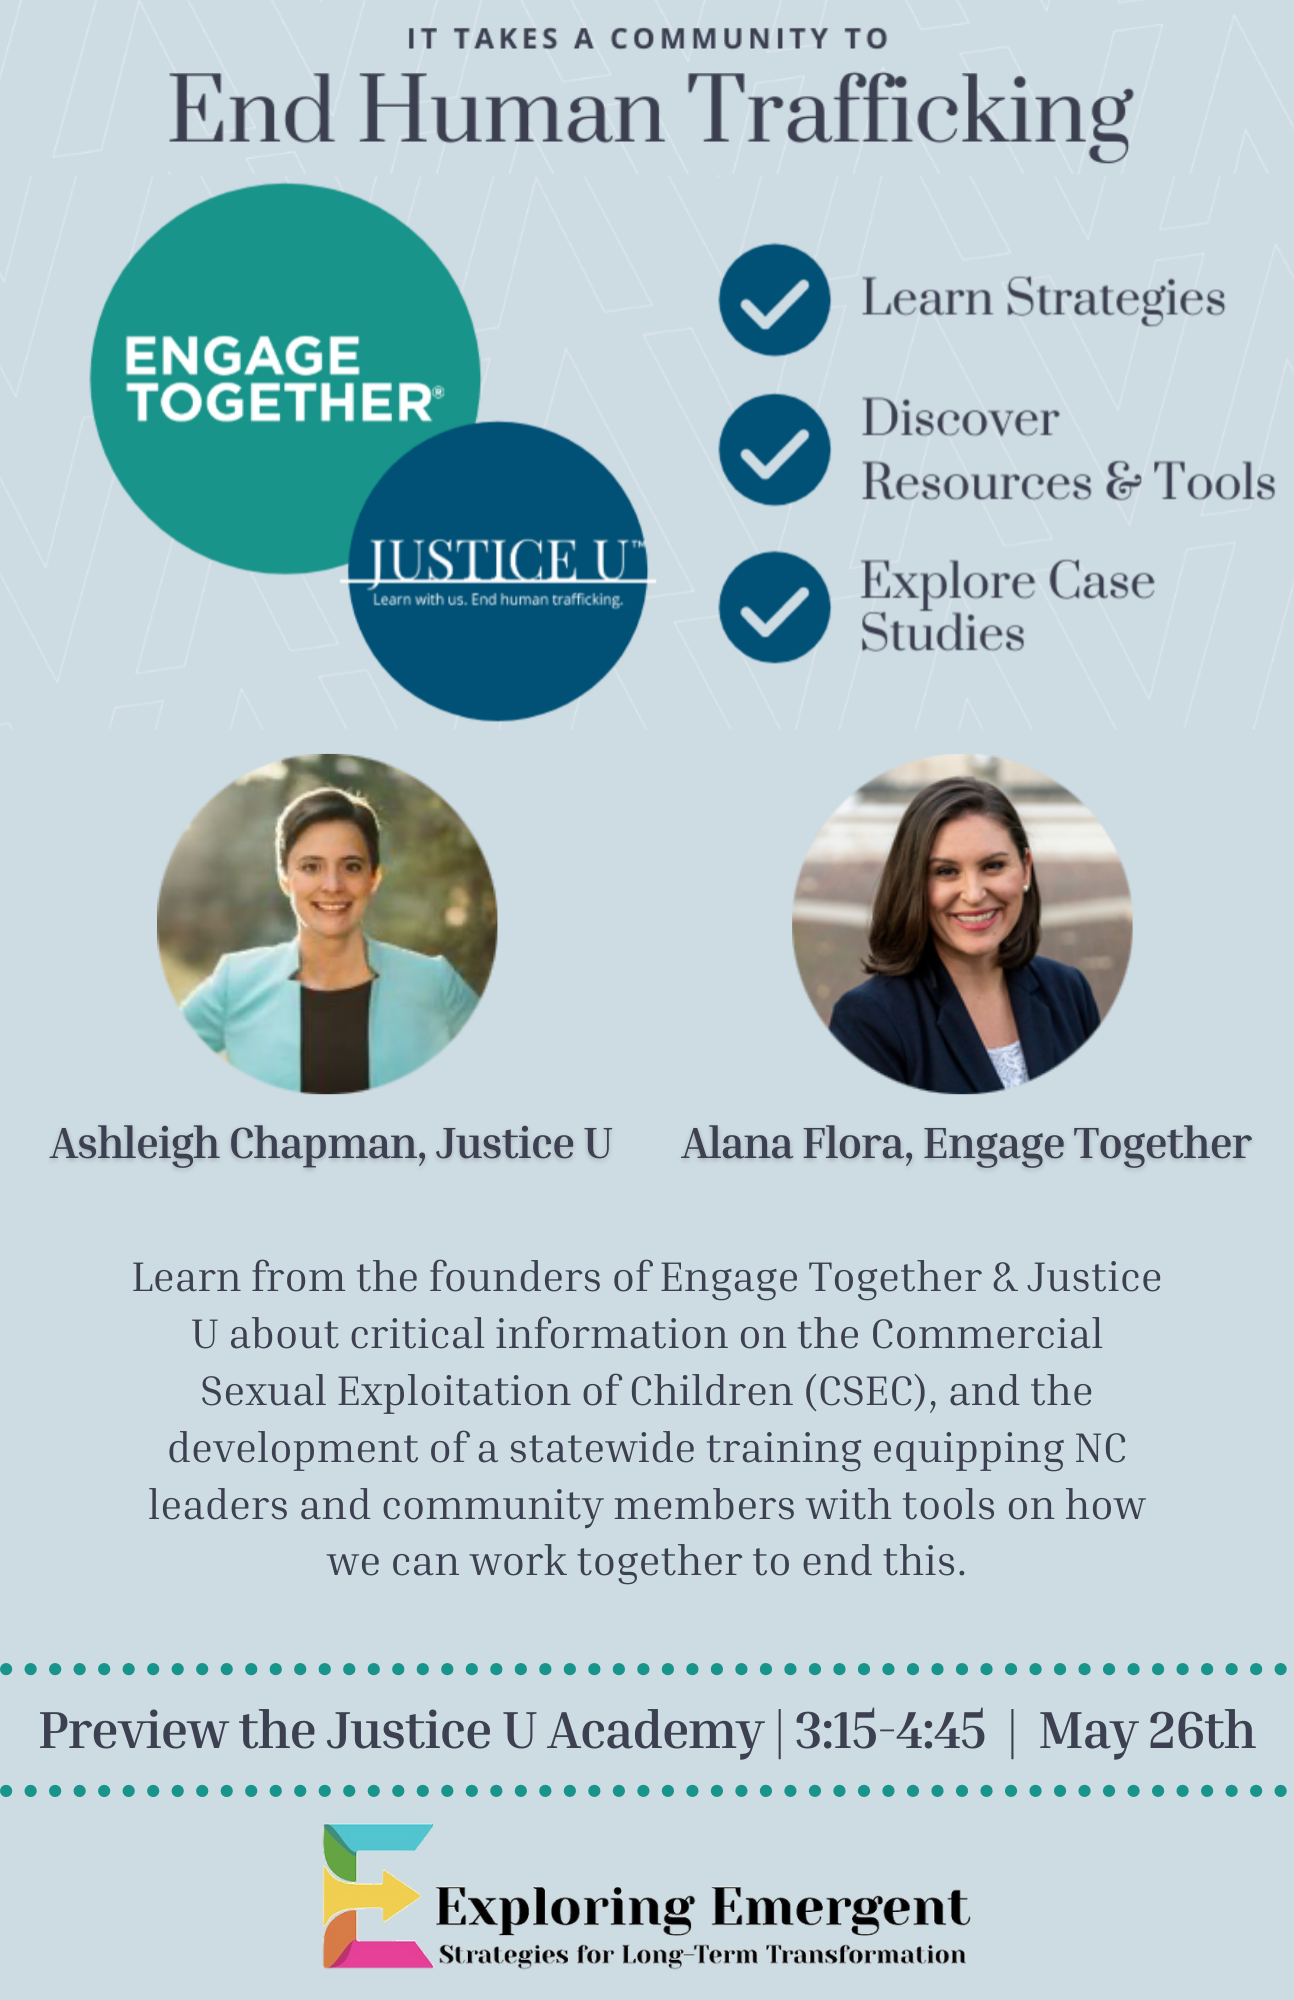 IT TAKES A COMMUNITY TO
End Human Trafficking
ENGAGE
TOGETHER®
JUSTICE U™
Learn with us. End human trafficking.
Learn Strategies
Discover
Resources & Tools
Explore Case
Studies
Ashleigh Chapman, Justice U
Alana Flora, Engage Together
Learn from the founders of Engage Together & Justice
U about critical information on the Commercial
Sexual Exploitation of Children (CSEC), and the
development of a statewide training equipping NC
leaders and community members with tools on how
we can work together to end this.
Preview the Justice U Academy | 3:15-4:45 | May 26th
Exploring Emergent
Strategies for Long-Term Transformation